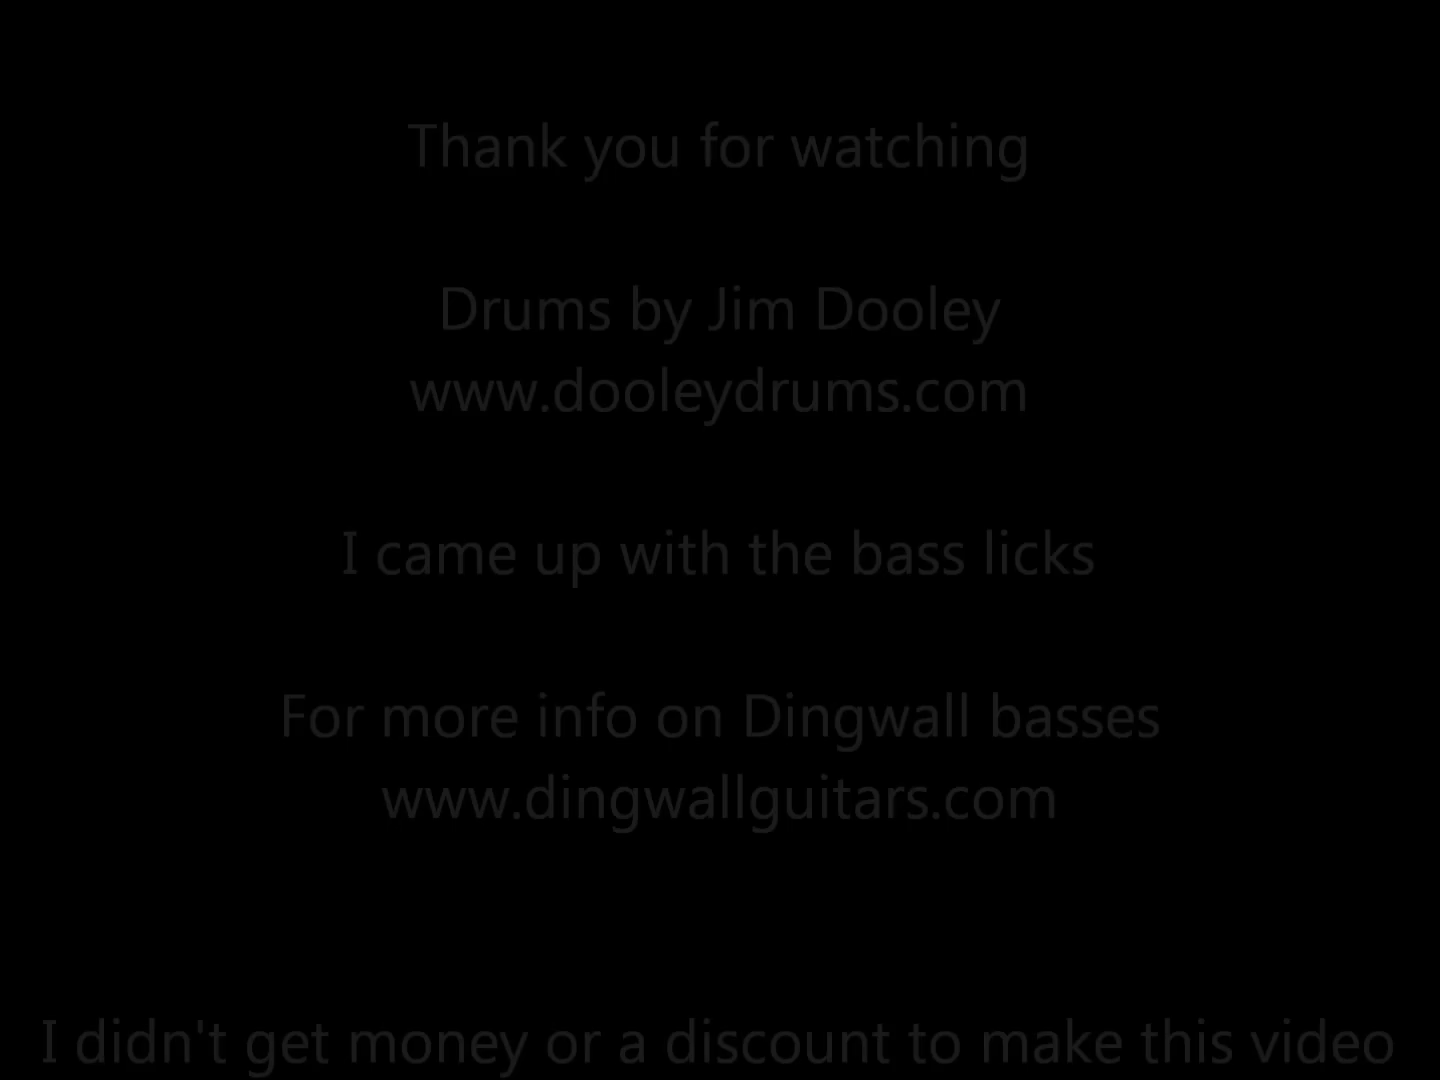 Thank you for watching
Drums by Jim Dooley
www.dooleydrums.com
I came up with the bass licks
For more info on Dingwall basses
www.dingwallguitars.com
I didn't get money or a discount to make this video